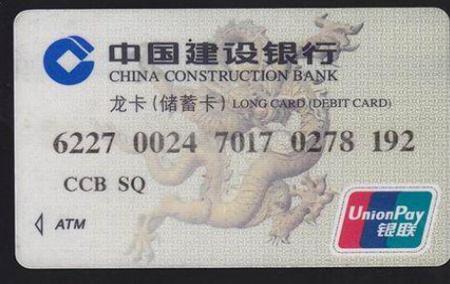 中国建设银行
CHINA CONSTRUCTION BANK
龙卡(储蓄卡) LONG CARD (DEBIT CARD)
6227 0024 7017 0278 192
CCB SQ
ATM
UnionPay
银联